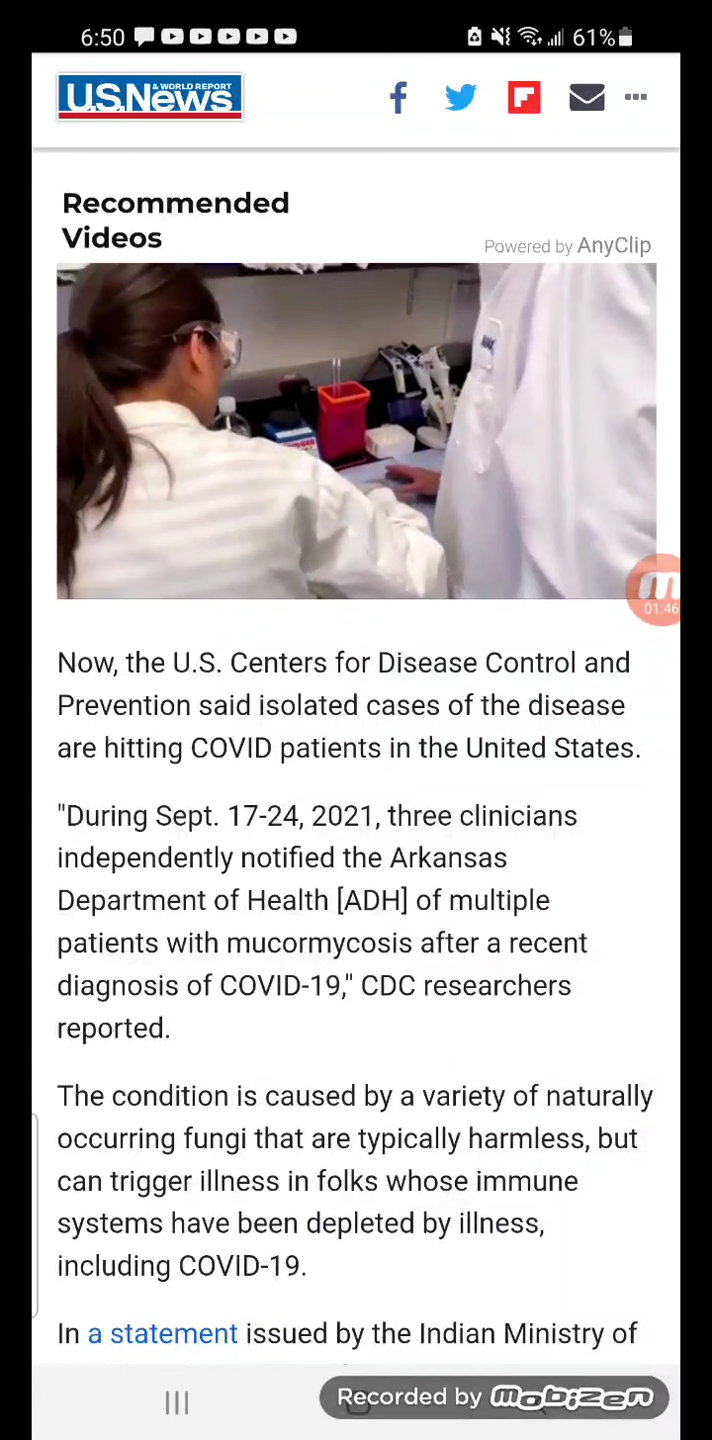 6:50
61%
U.S.News
& WORLD REPORT
Recommended
Videos
Powered by AnyClip
01:46
Now, the U.S. Centers for Disease Control and
Prevention said isolated cases of the disease
are hitting COVID patients in the United States.
"During Sept. 17-24, 2021, three clinicians
independently notified the Arkansas
Department of Health [ADH] of multiple
patients with mucormycosis after a recent
diagnosis of COVID-19," CDC researchers
reported.
The condition is caused by a variety of naturally
occurring fungi that are typically harmless, but
can trigger illness in folks whose immune
systems have been depleted by illness,
including COVID-19.
In a statement issued by the Indian Ministry of
Recorded by mobizen